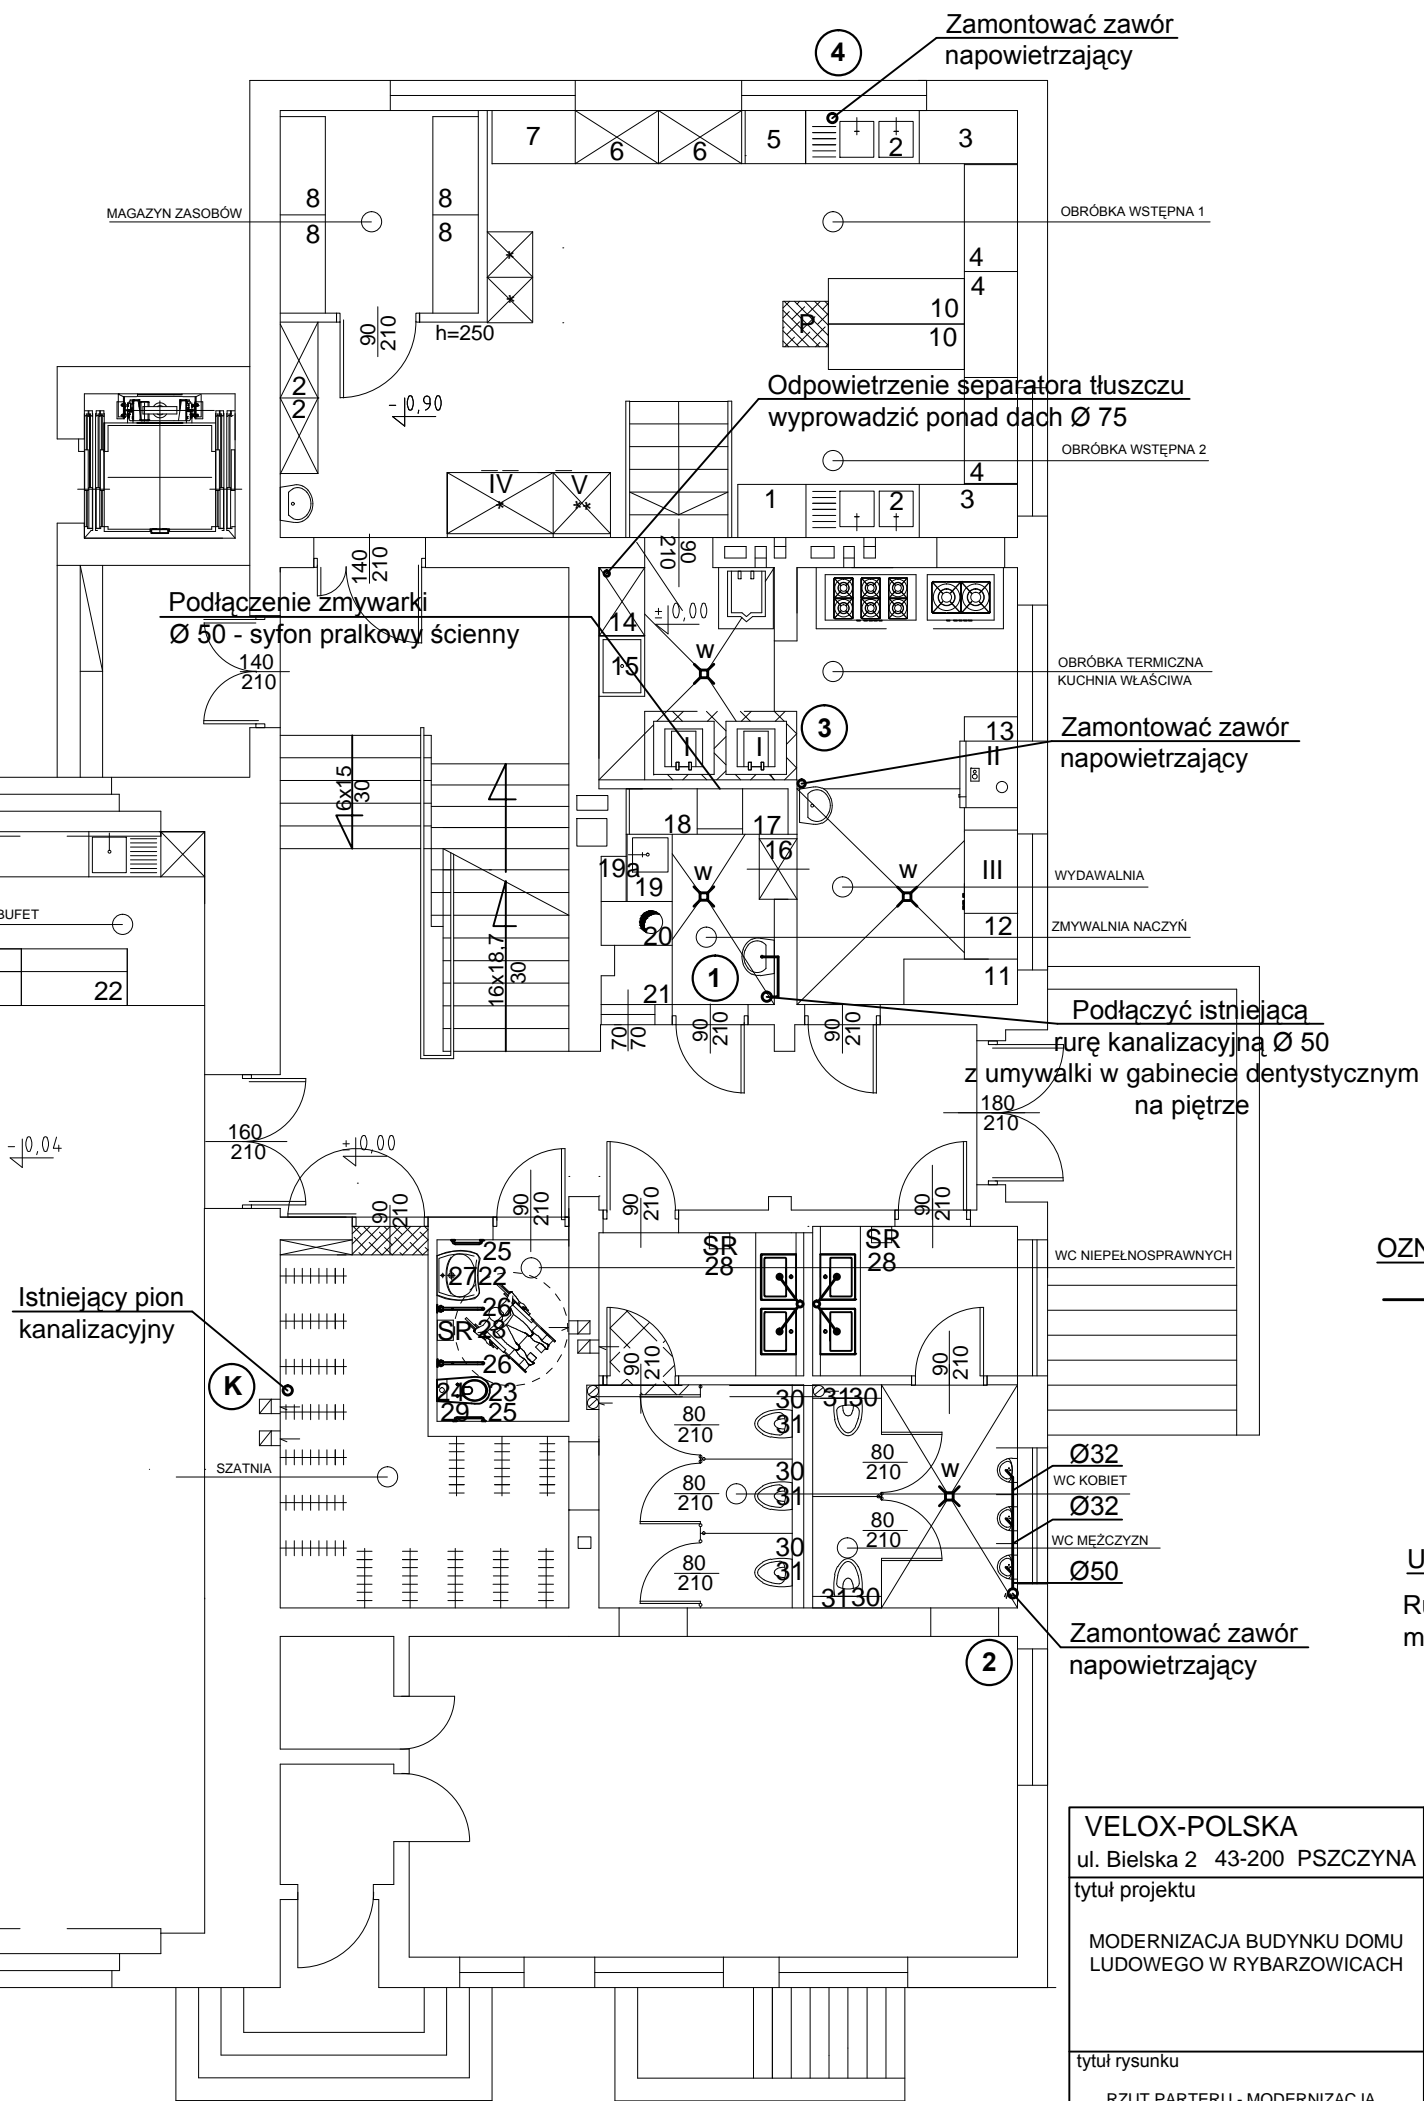 Zamontować zawór
napowietrzający
4
7
6
6
5
2
3
8
8
8
8
MAGAZYN ZASOBÓW
OBRÓBKA WSTĘPNA 1
4
4
10
10
P
90
210
h=250
2
2
- 0,90
Odpowietrzenie separatora tłuszczu
wyprowadzić ponad dach Ø 75
OBRÓBKA WSTĘPNA 2
4
IV
V
1
2
3
90
210
140
210
Podłączenie zmywarki
Ø 50 - syfon pralkowy ścienny
14
±0,00
15
w
140
210
OBRÓBKA TERMICZNA
KUCHNIA WŁAŚCIWA
3
I
I
13
II
Zamontować zawór
napowietrzający
16x15
30
18
17
16
19a
19
w
w
III
WYDAWALNIA
BUFET
20
12
ZMYWALNIA NACZYŃ
16x18,7
30
22
21
1
11
Podłączyć istniejącą
rurę kanalizacyjną Ø 50
z umywalki w gabinecie dentystycznym
na piętrze
70
70
90
210
90
210
180
210
160
210
- 0,04
±0,00
90
210
90
210
90
210
90
210
25
SR
28
SR
28
WC NIEPEŁNOSPRAWNYCH
OZN
2722
26
SR 28
26
Istniejący pion
kanalizacyjny
K
24
23
29
25
90
210
90
210
80
210
30
31
3130
80
210
w
Ø32
WC KOBIET
SZATNIA
80
210
30
31
Ø32
80
210
WC MĘŻCZYZN
80
210
30
31
3130
Ø50
Zamontować zawór
napowietrzający
2
U
Ru
m
VELOX-POLSKA
ul. Bielska 2 43-200 PSZCZYNA
tytuł projektu
MODERNIZACJA BUDYNKU DOMU
LUDOWEGO W RYBARZOWICACH
tytuł rysunku
RZUT PARTERU - MODERNIZACJA